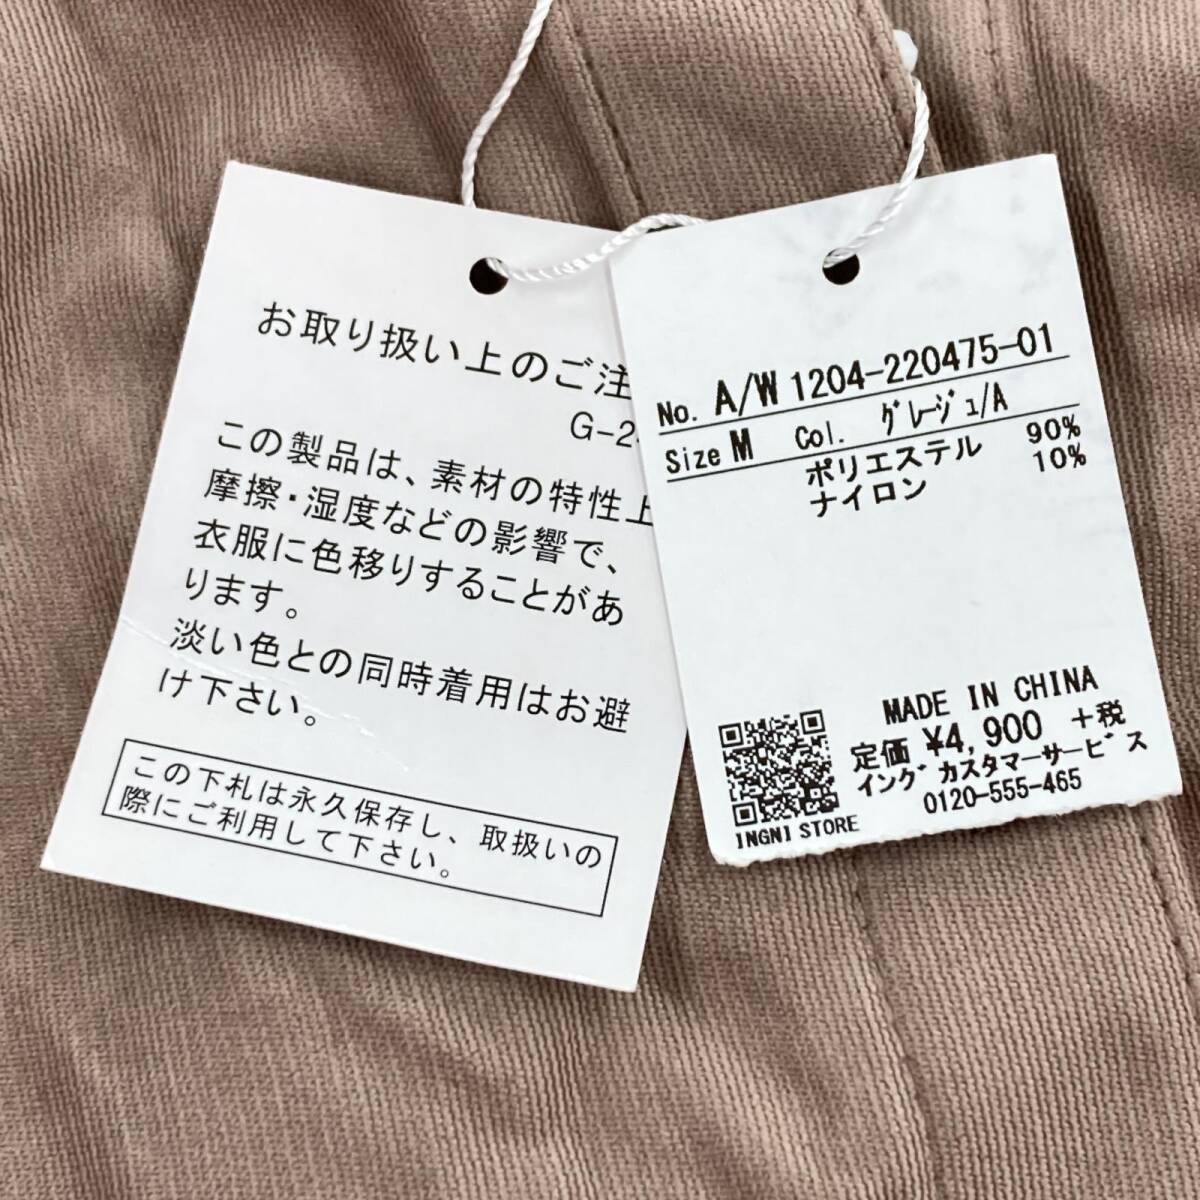 お取り扱い上のご注
G-2
この製品は、素材の特性上
摩擦・湿度などの影響で、
衣服に色移りすることがあ
ります。
淡い色との同時着用はお避
け下さい。
この下札は永久保存し、取扱いの
際にご利用して下さい。
No. A/W 1204-220475-01
Size M Col. グレージュ/A
ポリエステル 90%
ナイロン 10%
MADE IN CHINA
定価 ¥4,900 +税
イング カスタマーサービス
0120-555-465
INGNI STORE